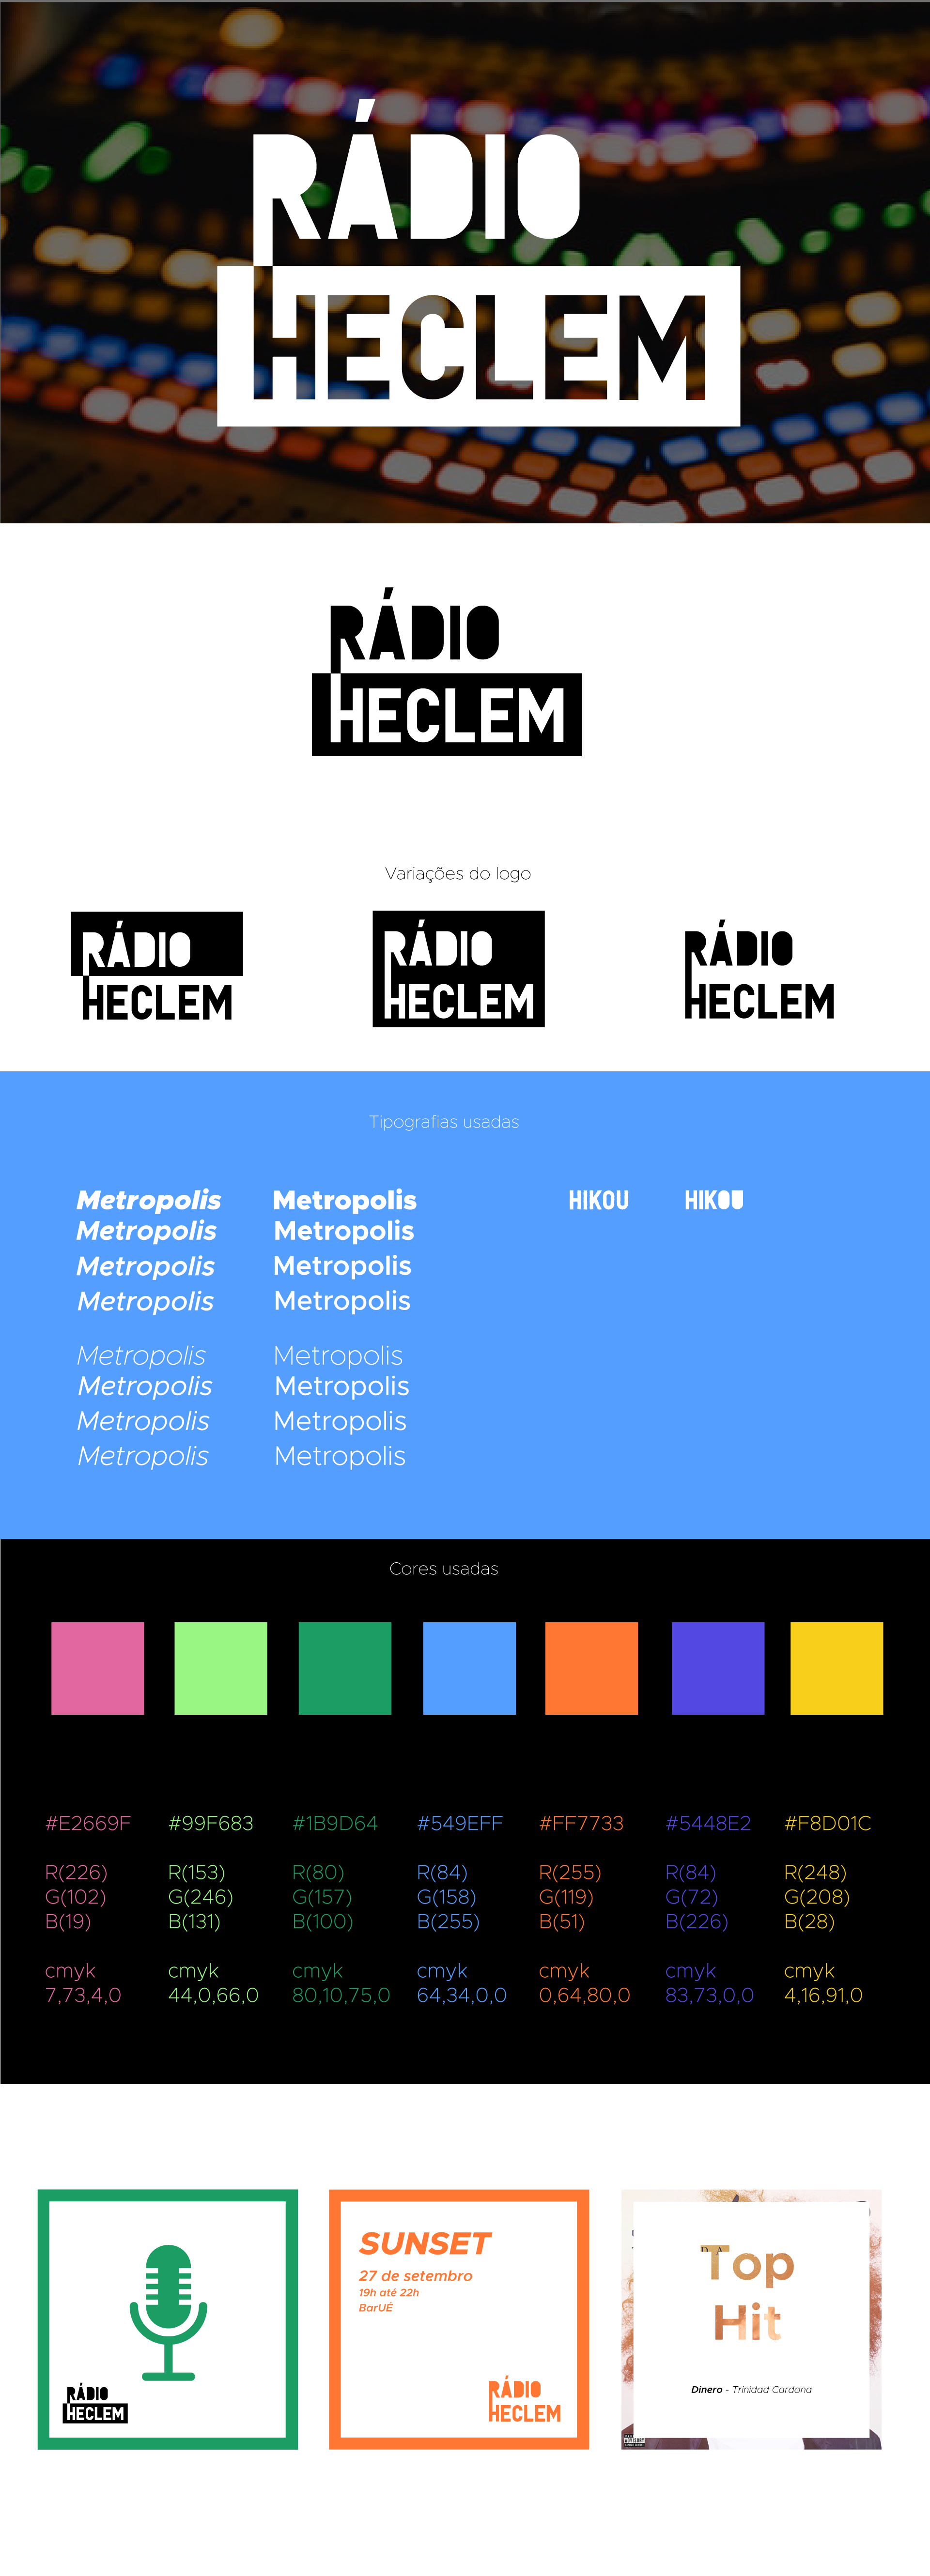 RÁDIO
HECLEM
RÁDIO
HECLEM
Variações do logo
RÁDIO
HECLEM
RÁDIO
HECLEM
RÁDIO
HECLEM
Tipografias usadas
Metropolis Metropolis HIKOU HIKOU
Metropolis Metropolis
Metropolis Metropolis
Metropolis Metropolis
Metropolis Metropolis
Metropolis Metropolis
Metropolis Metropolis
Metropolis Metropolis
Cores usadas
#E2669F #99F683 #1B9D64 #549EFF #FF7733 #5448E2 #F8D01C
R(226) R(153) R(80) R(84) R(255) R(84) R(248)
G(102) G(246) G(157) G(158) G(119) G(72) G(208)
B(19) B(131) B(100) B(255) B(51) B(226) B(28)
cmyk cmyk cmyk cmyk cmyk cmyk cmyk
7,73,4,0 44,0,66,0 80,10,75,0 64,34,0,0 0,64,80,0 83,73,0,0 4,16,91,0
RÁDIO
HECLEM
SUNSET
27 de setembro
19h até 22h
BarUÉ
RÁDIO
HECLEM
Top
Hit
Dinero - Trinidad Cardona